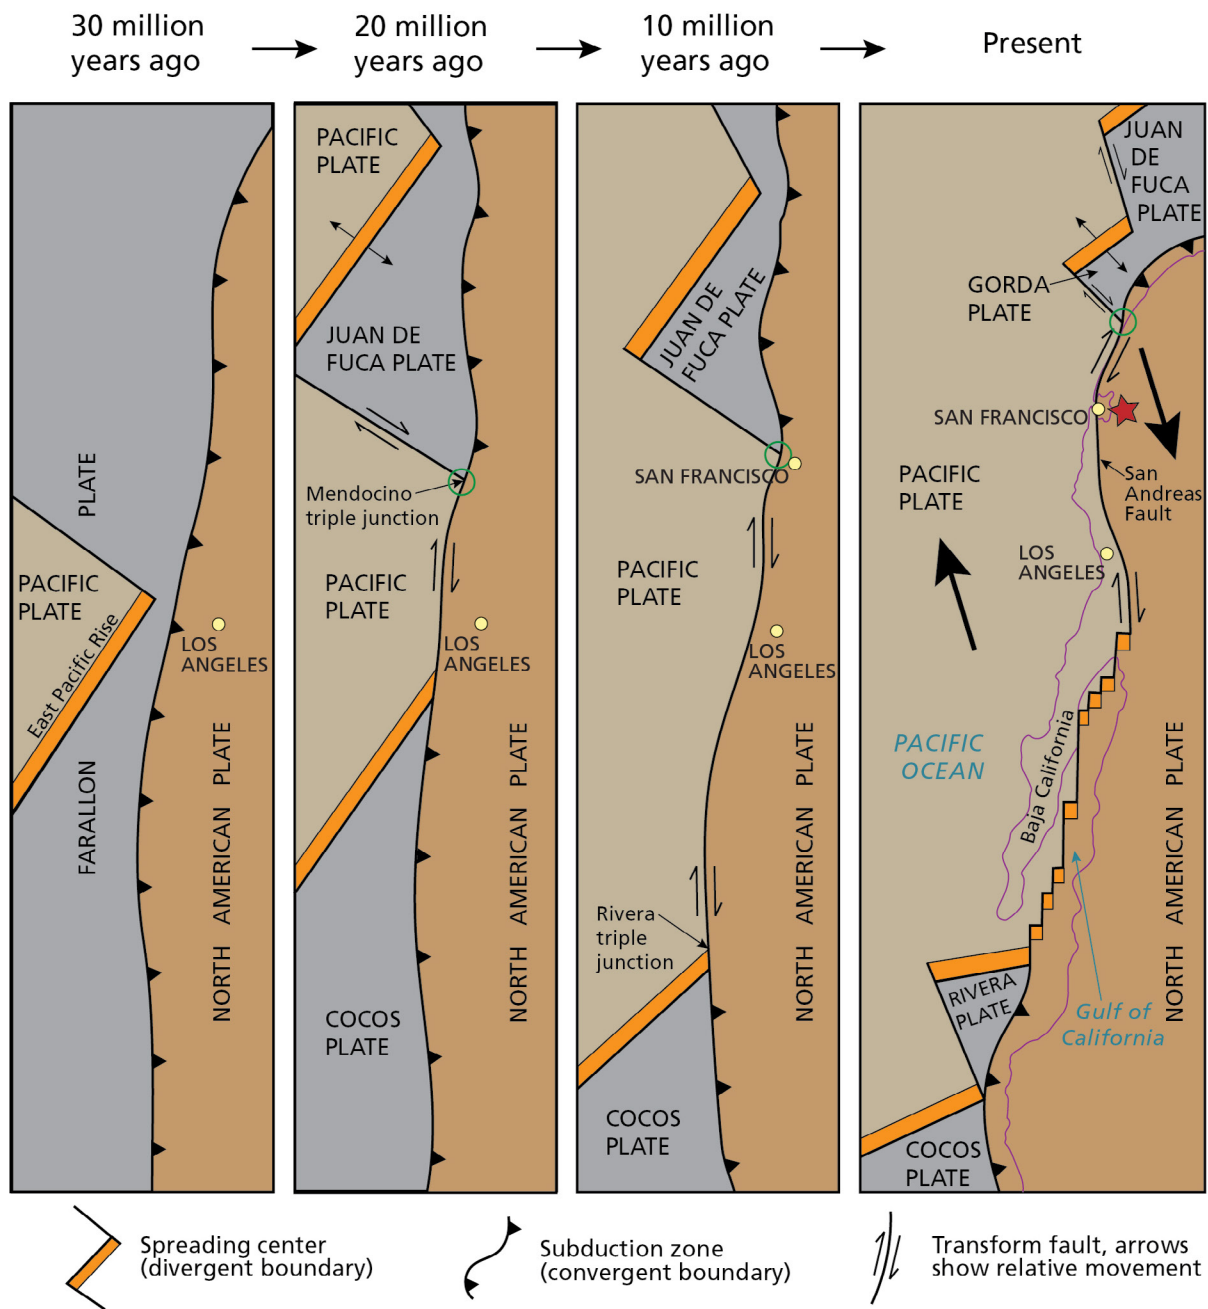 30 million
years ago
20 million
years ago
10 million
years ago
Present
PLATE
PACIFIC
PLATE
East Pacific Rise
LOS
ANGELES
FARALLON
NORTH AMERICAN PLATE
PACIFIC
PLATE
JUAN DE
FUCA PLATE
Mendocino
triple junction
PACIFIC
PLATE
LOS
ANGELES
COCOS
PLATE
NORTH AMERICAN PLATE
JUAN DE
FUCA PLATE
SAN FRANCISCO
PACIFIC
PLATE
LOS
ANGELES
Rivera
triple
junction
COCOS
PLATE
NORTH AMERICAN PLATE
JUAN
DE
FUCA
PLATE
GORDA
PLATE
SAN FRANCISCO
PACIFIC
PLATE
San
Andreas
Fault
LOS
ANGELES
PACIFIC
OCEAN
Baja California
NORTH AMERICAN PLATE
RIVERA
PLATE
Gulf of
California
COCOS
PLATE
Spreading center
(divergent boundary)
Subduction zone
(convergent boundary)
Transform fault, arrows
show relative movement